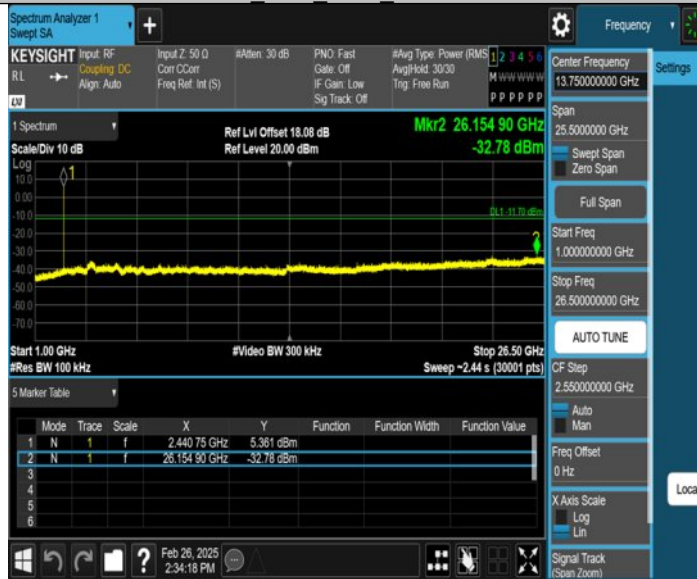 Spectrum Analyzer 1
Swept SA
+
Frequency
KEYSIGHT
RL
LXI
Input: RF
Coupling: DC
Align: Auto
Input Z: 50 Ω
Corr CCorr
Freq Ref: Int (S)
#Atten: 30 dB
PNO: Fast
Gate: Off
IF Gain: Low
Sig Track: Off
#Avg Type: Power (RMS
Avg|Hold: 30/30
Trig: Free Run
1 2 3 4 5 6
M W W W W W
P P P P P P
1 Spectrum
Scale/Div 10 dB
Ref Lvl Offset 18.08 dB
Ref Level 20.00 dBm
Mkr2 26.154 90 GHz
-32.78 dBm
Log
10.0
0.00
-10.0
-20.0
-30.0
-40.0
-50.0
-60.0
-70.0
1
DL1 -11.70 dBm
2
Start 1.00 GHz
#Res BW 100 kHz
#Video BW 300 kHz
Stop 26.50 GHz
Sweep ~2.44 s (30001 pts)
5 Marker Table
Mode Trace Scale X Y Function Function Width Function Value
1 N 1 f 2.440 75 GHz 5.361 dBm
2 N 1 f 26.154 90 GHz -32.78 dBm
3
4
5
6
Feb 26, 2025
2:34:18 PM
?
Center Frequency
13.750000000 GHz
Span
25.5000000 GHz
Swept Span
Zero Span
Full Span
Start Freq
1.000000000 GHz
Stop Freq
26.500000000 GHz
AUTO TUNE
CF Step
2.550000000 GHz
Auto
Man
Freq Offset
0 Hz
X Axis Scale
Log
Lin
Signal Track
(Span Zoom)
Settings
Loca